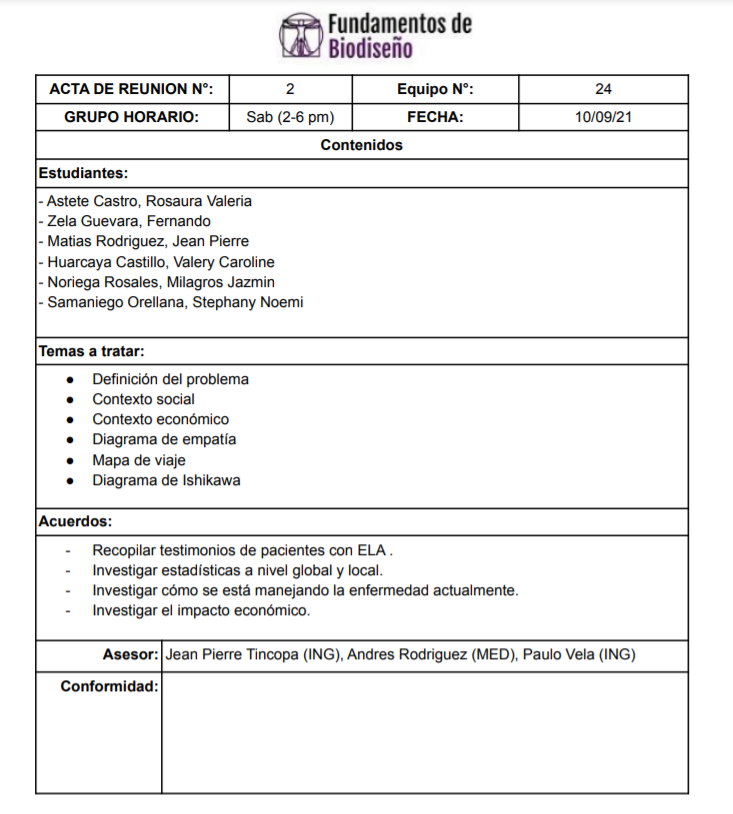 Fundamentos de
Biodiseño
ACTA DE REUNION N°: 2 Equipo N°: 24
GRUPO HORARIO: Sab (2-6 pm) FECHA: 10/09/21
Contenidos
Estudiantes:
- Astete Castro, Rosaura Valeria
- Zela Guevara, Fernando
- Matias Rodriguez, Jean Pierre
- Huarcaya Castillo, Valery Caroline
- Noriega Rosales, Milagros Jazmin
- Samaniego Orellana, Stephany Noemi
Temas a tratar:
● Definición del problema
● Contexto social
● Contexto económico
● Diagrama de empatía
● Mapa de viaje
● Diagrama de Ishikawa
Acuerdos:
- Recopilar testimonios de pacientes con ELA .
- Investigar estadísticas a nivel global y local.
- Investigar cómo se está manejando la enfermedad actualmente.
- Investigar el impacto económico.
Asesor: Jean Pierre Tincopa (ING), Andres Rodriguez (MED), Paulo Vela (ING)
Conformidad: